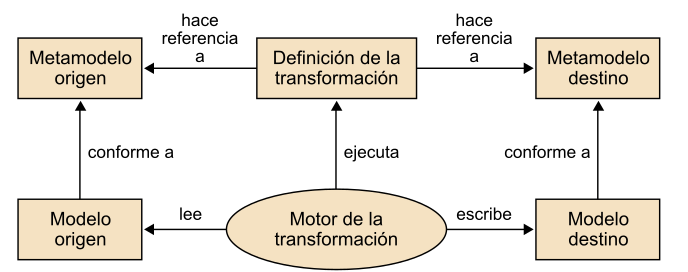 hace
referencia
a
hace
referencia
a
Metamodelo
origen
Definición de la
transformación
Metamodelo
destino
conforme a
ejecuta
conforme a
Modelo
origen
lee
Motor de la
transformación
escribe
Modelo
destino